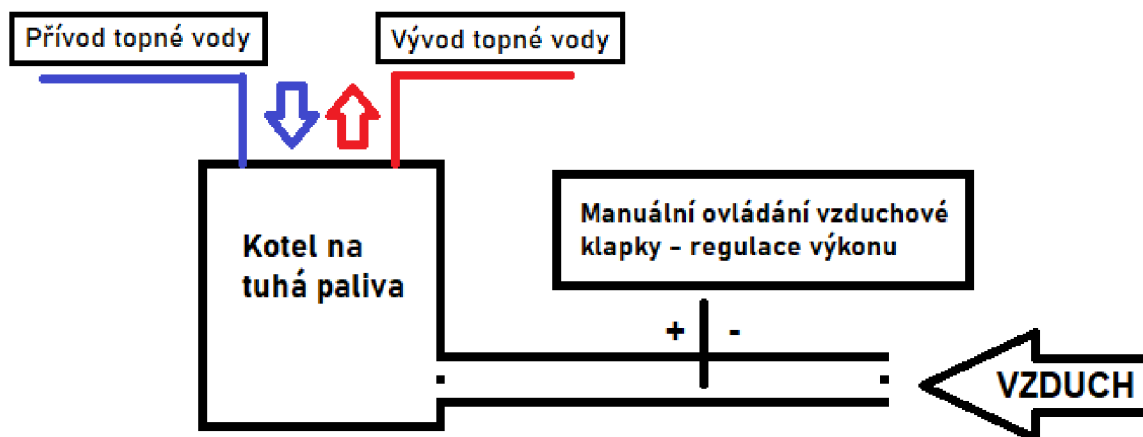 Přívod topné vody
Vývod topné vody
Kotel na
tuhá paliva
Manuální ovládání vzduchové
klapky - regulace výkonu
+ -
VZDUCH